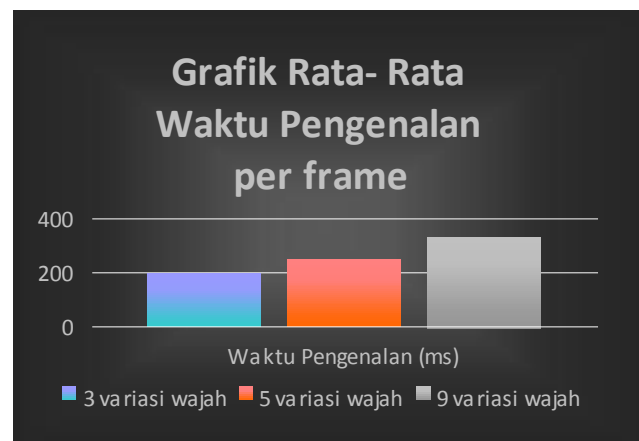 Grafik Rata- Rata
Waktu Pengenalan
per frame
400
200
0
Waktu Pengenalan (ms)
3 variasi wajah 5 variasi wajah 9 variasi wajah